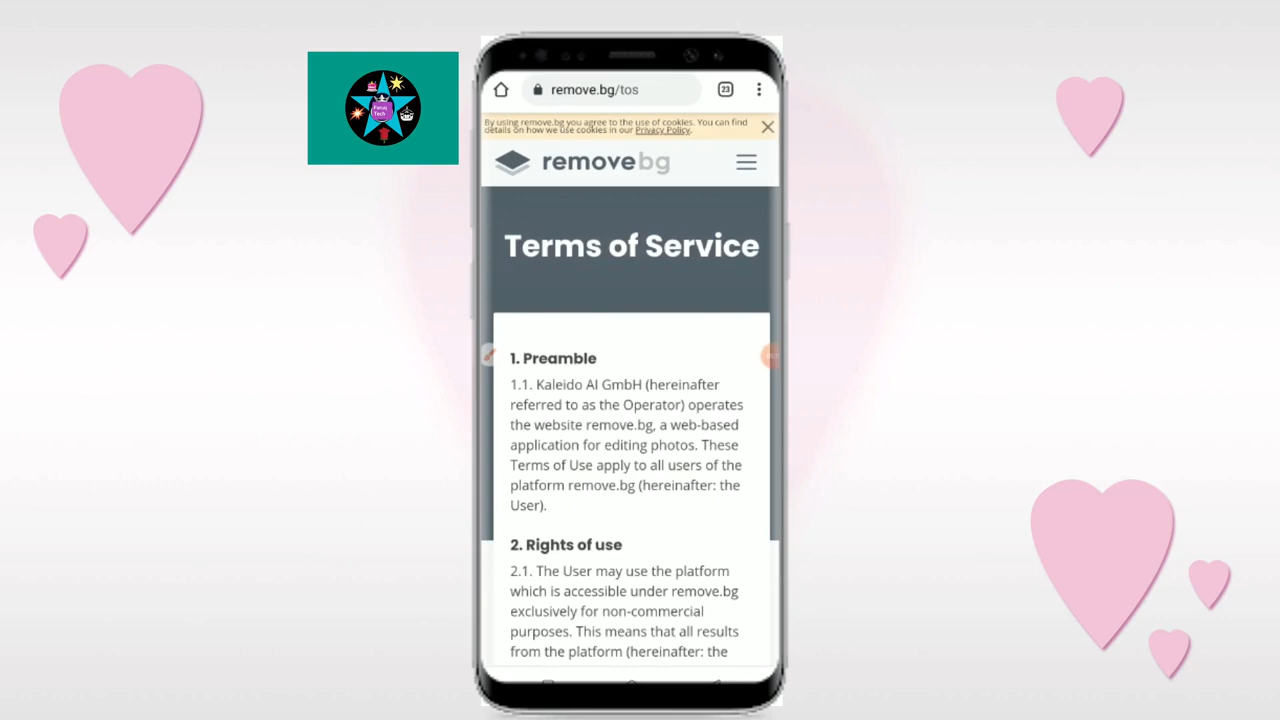 Panaj
Tech
remove.bg/tos
23
By using remove.bg you agree to the use of cookies. You can find
details on how we use cookies in our Privacy Policy.
removebg
Terms of Service
1. Preamble
1.1. Kaleido AI GmbH (hereinafter
referred to as the Operator) operates
the website remove.bg, a web-based
application for editing photos. These
Terms of Use apply to all users of the
platform remove.bg (hereinafter: the
User).
2. Rights of use
2.1. The User may use the platform
which is accessible under remove.bg
exclusively for non-commercial
purposes. This means that all results
from the platform (hereinafter: the